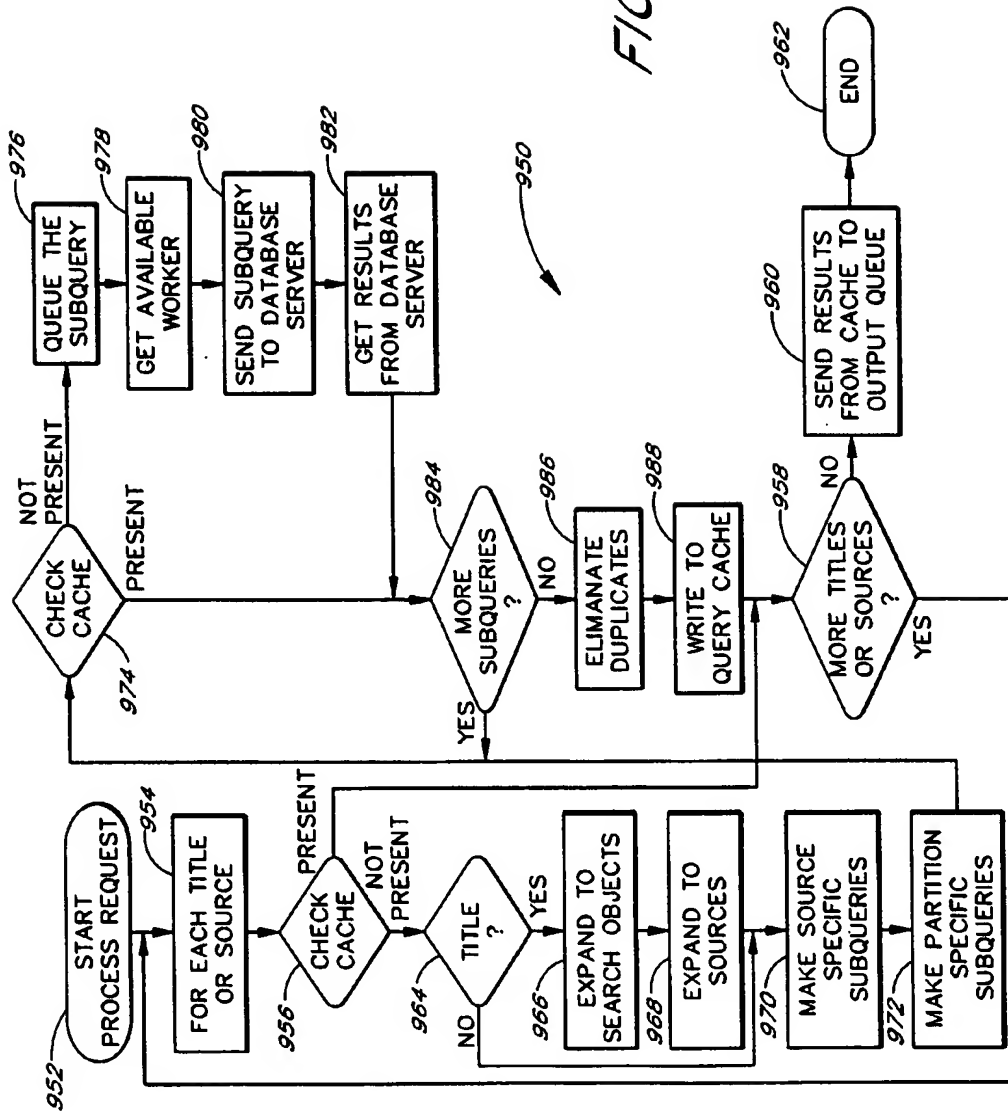 952
START
PROCESS REQUEST
954
FOR EACH TITLE
OR SOURCE
956
CHECK
CACHE
PRESENT
NOT
PRESENT
964
TITLE
?
NO
YES
966
EXPAND TO
SEARCH OBJECTS
968
EXPAND TO
SOURCES
970
MAKE SOURCE
SPECIFIC
SUBQUERIES
972
MAKE PARTITION
SPECIFIC
SUBQUERIES
974
CHECK
CACHE
NOT
PRESENT
PRESENT
976
QUEUE THE
SUBQUERY
978
GET AVAILABLE
WORKER
980
SEND SUBQUERY
TO DATABASE
SERVER
982
GET RESULTS
FROM DATABASE
SERVER
984
MORE
SUBQUERIES
?
YES
NO
986
ELIMANATE
DUPLICATES
988
WRITE TO
QUERY CACHE
958
MORE TITLES
OR SOURCES
?
NO
YES
960
SEND RESULTS
FROM CACHE TO
OUTPUT QUEUE
962
END
950